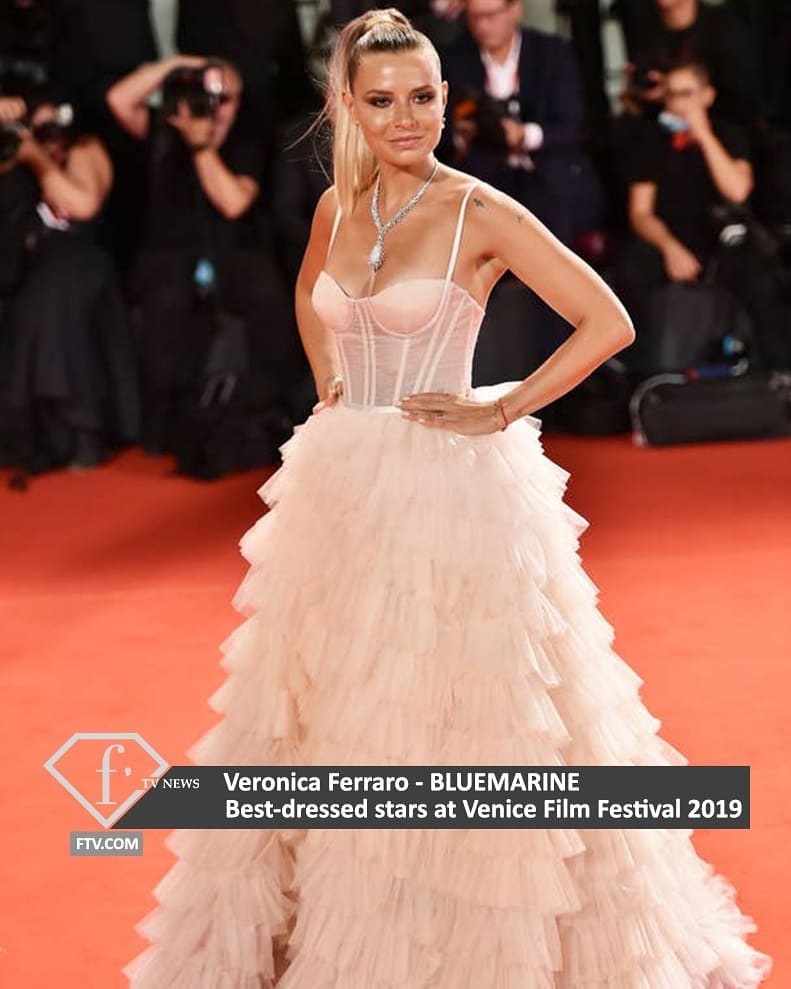 f.
TV NEWS
Veronica Ferraro - BLUEMARINE
Best-dressed stars at Venice Film Festival 2019
FTV.COM